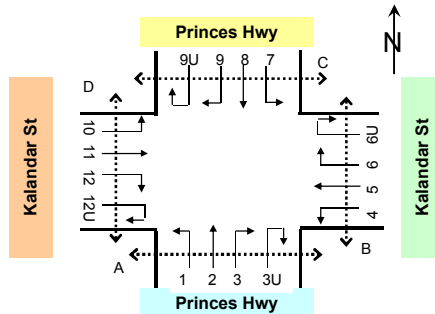 Princes Hwy
N
9U 9 8 7
D
C
Kalandar St
10
11
12
12U
6U
6
5
4
Kalandar St
A
B
1 2 3 3U
Princes Hwy